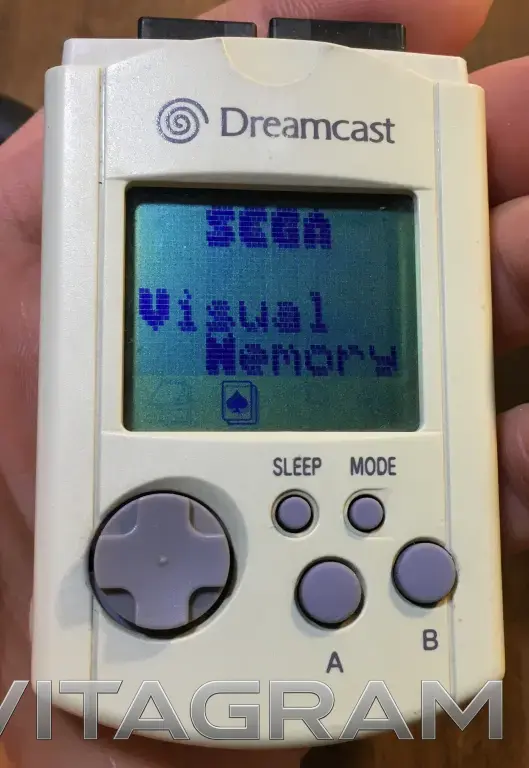 Dreamcast
SEGA
Visual
Memory
SLEEP MODE
A B
VITAGRAM